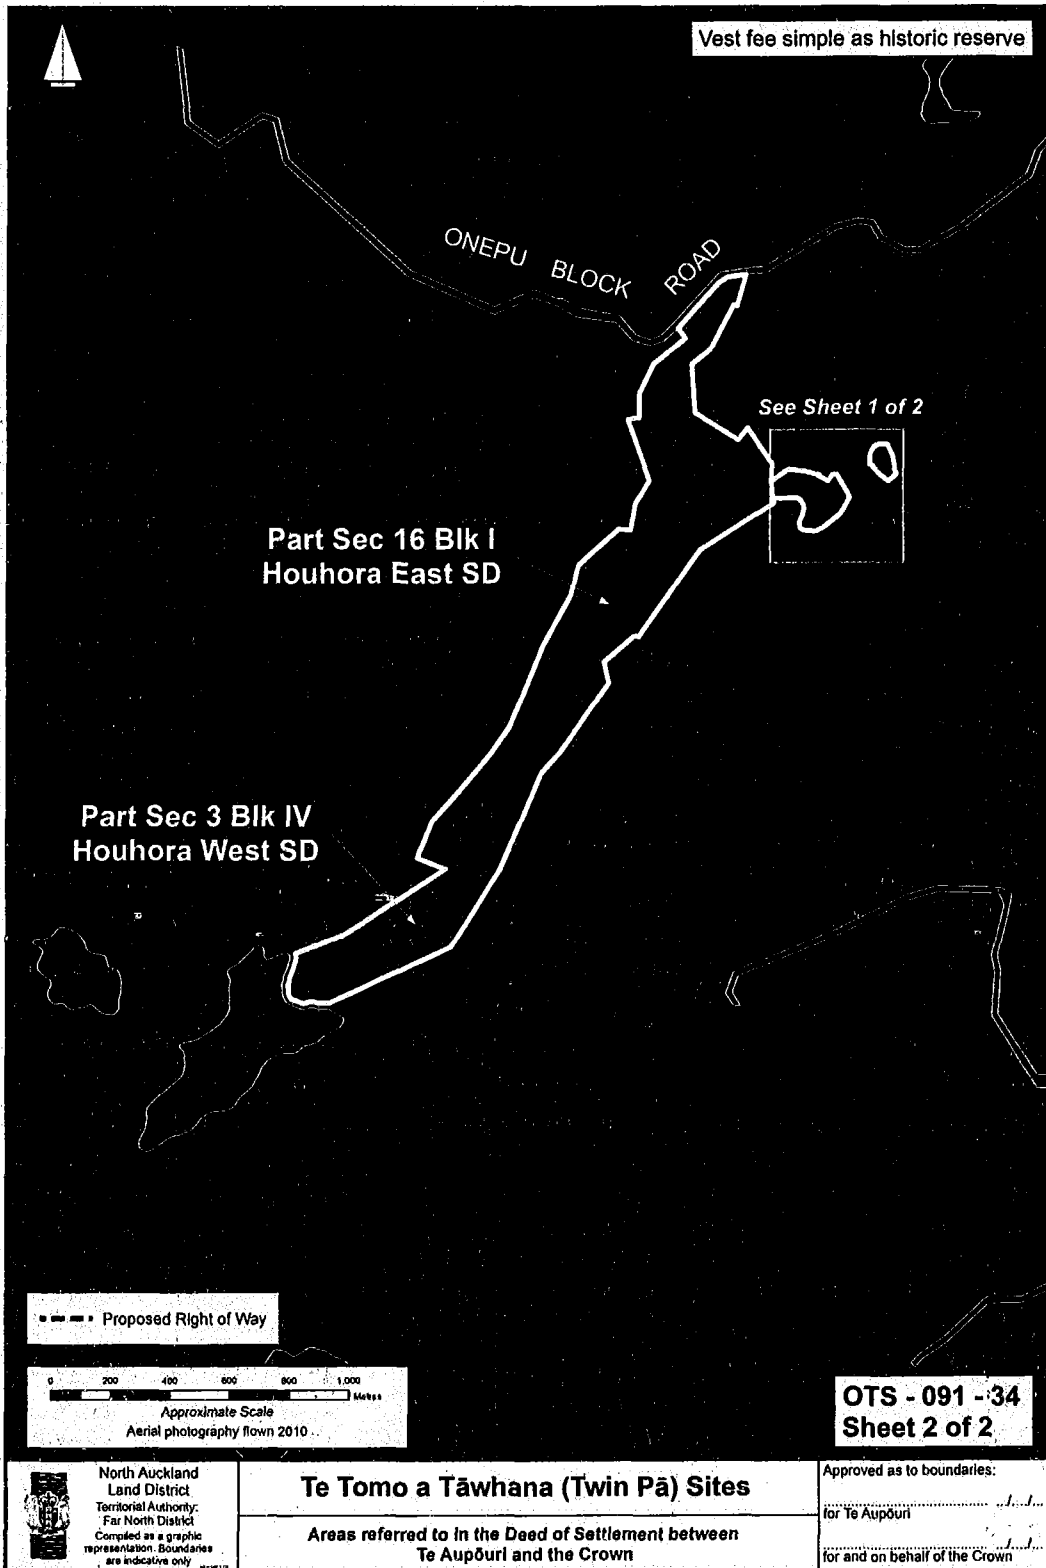 Vest fee simple as historic reserve
ONEPU BLOCK ROAD
See Sheet 1 of 2
Part Sec 16 Blk I
Houhora East SD
Part Sec 3 Blk IV
Houhora West SD
Proposed Right of Way
0 200 400 600 800 1,000
Metres
Approximate Scale
Aerial photography flown 2010
OTS - 091 - 34
Sheet 2 of 2
North Auckland
Land District
Territorial Authority:
Far North District
Compiled as a graphic
representation. Boundaries
are indicative only
Te Tomo a Tāwhana (Twin Pā) Sites
Areas referred to in the Deed of Settlement between
Te Aupōuri and the Crown
Approved as to boundaries:
for Te Aupōuri
for and on behalf of the Crown